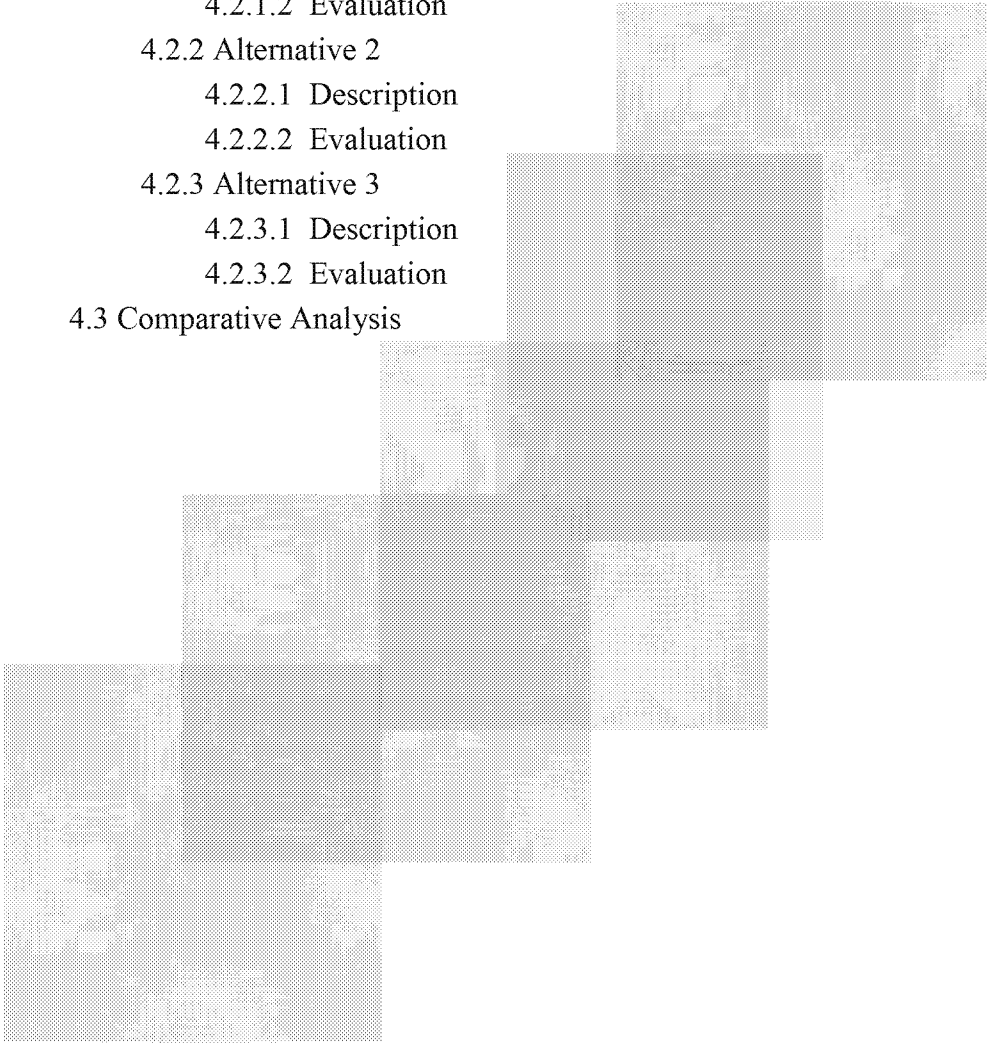 4.2.1.2 Evaluation
4.2.2 Alternative 2
4.2.2.1 Description
4.2.2.2 Evaluation
4.2.3 Alternative 3
4.2.3.1 Description
4.2.3.2 Evaluation
4.3 Comparative Analysis